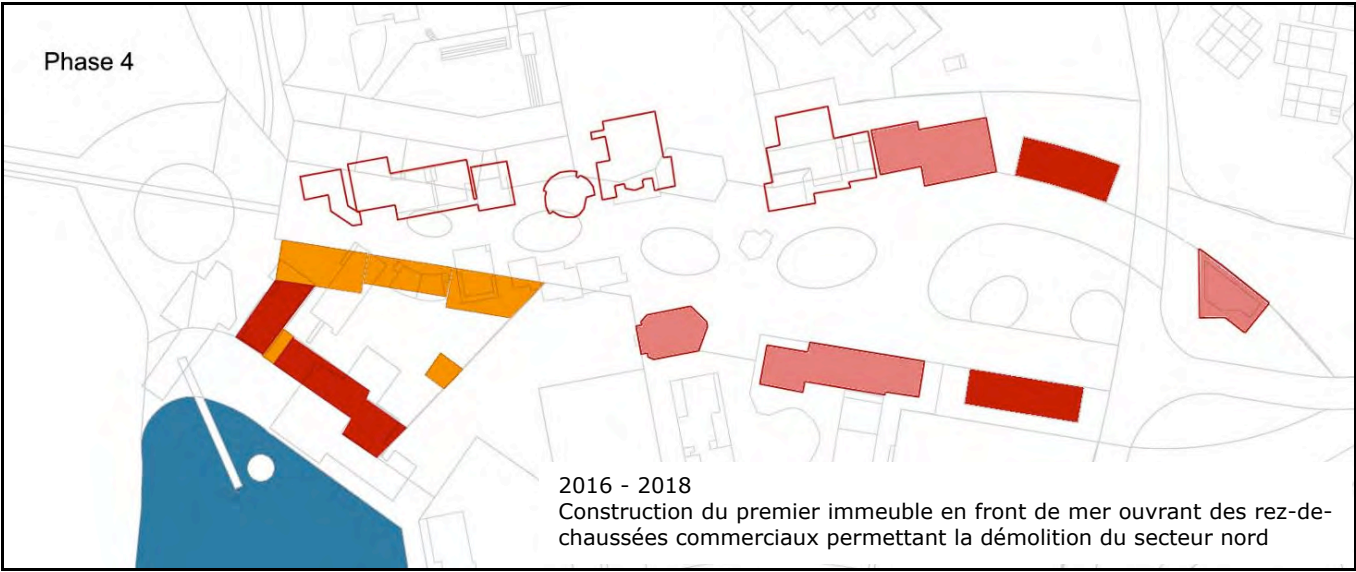 Phase 4
2016 - 2018
Construction du premier immeuble en front de mer ouvrant des rez-de-
chaussées commerciaux permettant la démolition du secteur nord